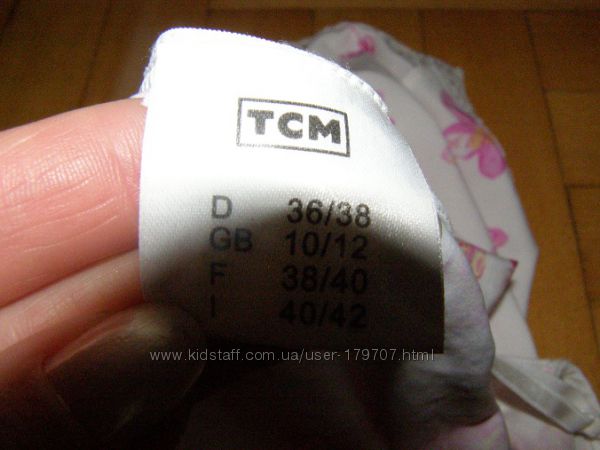 TCM
D 36/38
GB 10/12
F 38/40
I 40/42
www.kidstaff.com.ua/user-179707.html